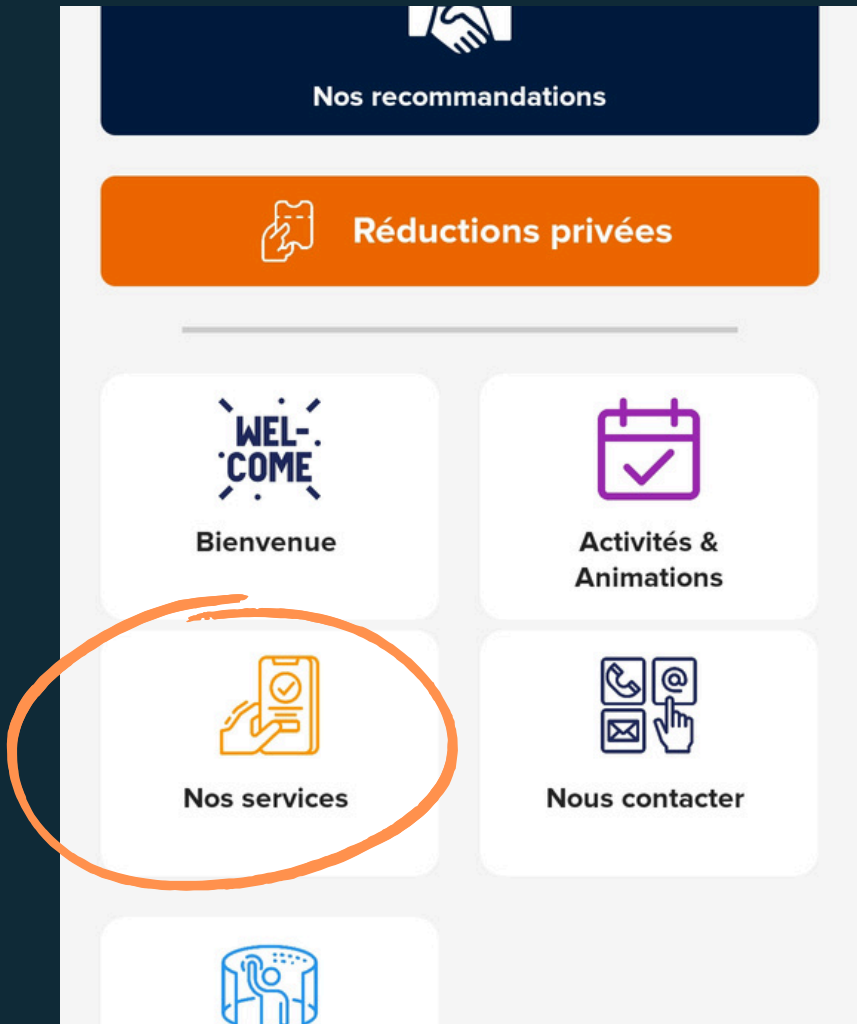 Nos recommandations
Réductions privées
WEL-
COME
Bienvenue
Activités &
Animations
@
Nos services
Nous contacter